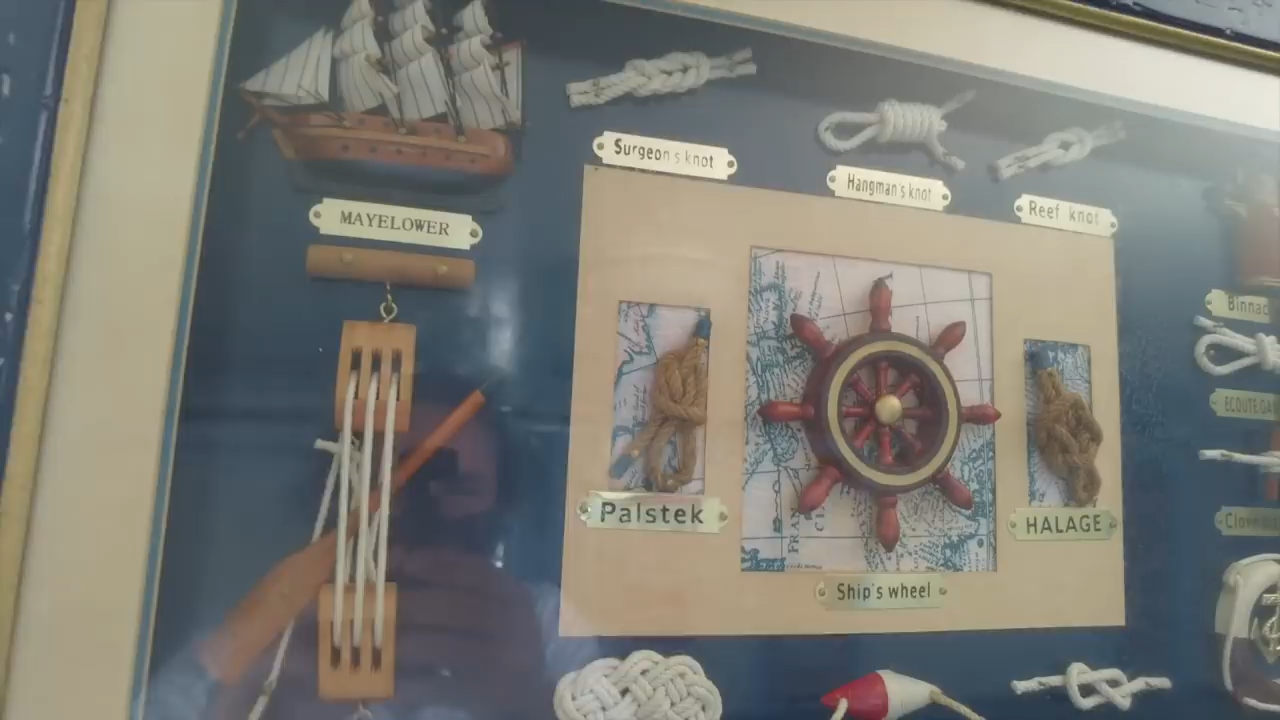 Surgeon's knot
Hangman's knot
Reef knot
MAYELOWER
Palstek
HALAGE
Ship's wheel